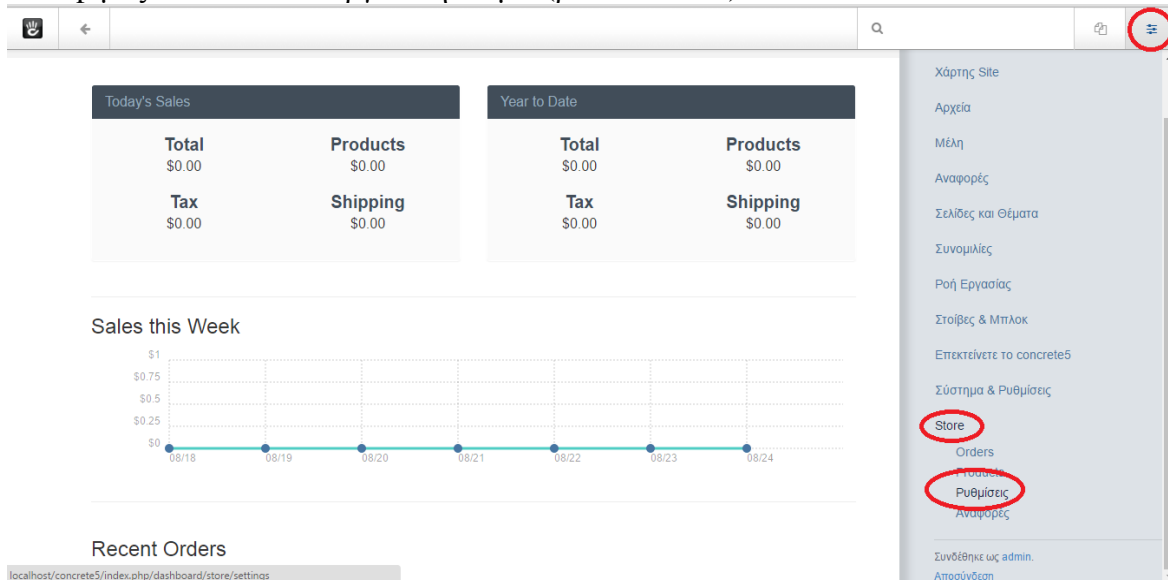 Today's Sales
Total Products
$0.00 $0.00
Tax Shipping
$0.00 $0.00
Year to Date
Total Products
$0.00 $0.00
Tax Shipping
$0.00 $0.00
Sales this Week
$1
$0.75
$0.5
$0.25
$0
08/18 08/19 08/20 08/21 08/22 08/23 08/24
Recent Orders
localhost/concrete5/index.php/dashboard/store/settings
Χάρτης Site
Αρχεία
Μέλη
Αναφορές
Σελίδες και Θέματα
Συνομιλίες
Ροή Εργασίας
Στοίβες & Μπλοκ
Επεκτείνετε το concrete5
Σύστημα & Ρυθμίσεις
Store
Orders
Products
Ρυθμίσεις
Αναφορές
Συνδέθηκε ως admin.
Αποσύνδεση